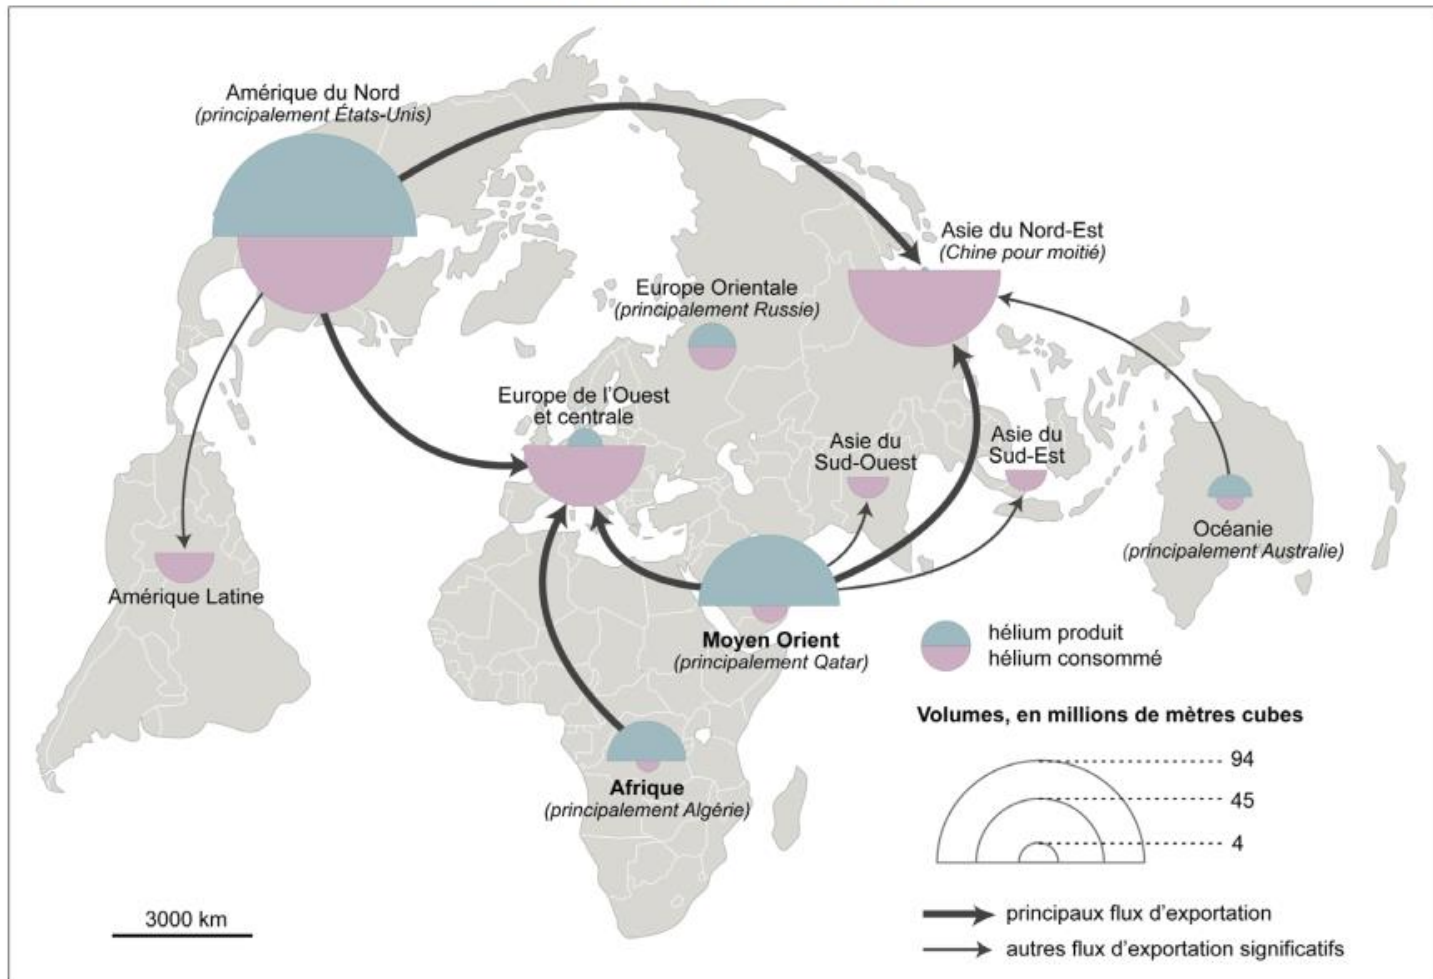 Amérique du Nord
(principalement États-Unis)
Asie du Nord-Est
(Chine pour moitié)
Europe Orientale
(principalement Russie)
Europe de l'Ouest
et centrale
Asie du
Sud-Ouest
Asie du
Sud-Est
Océanie
(principalement Australie)
Amérique Latine
Moyen Orient
(principalement Qatar)
Afrique
(principalement Algérie)
hélium produit
hélium consommé
Volumes, en millions de mètres cubes
94
45
4
3000 km
principaux flux d'exportation
autres flux d'exportation significatifs